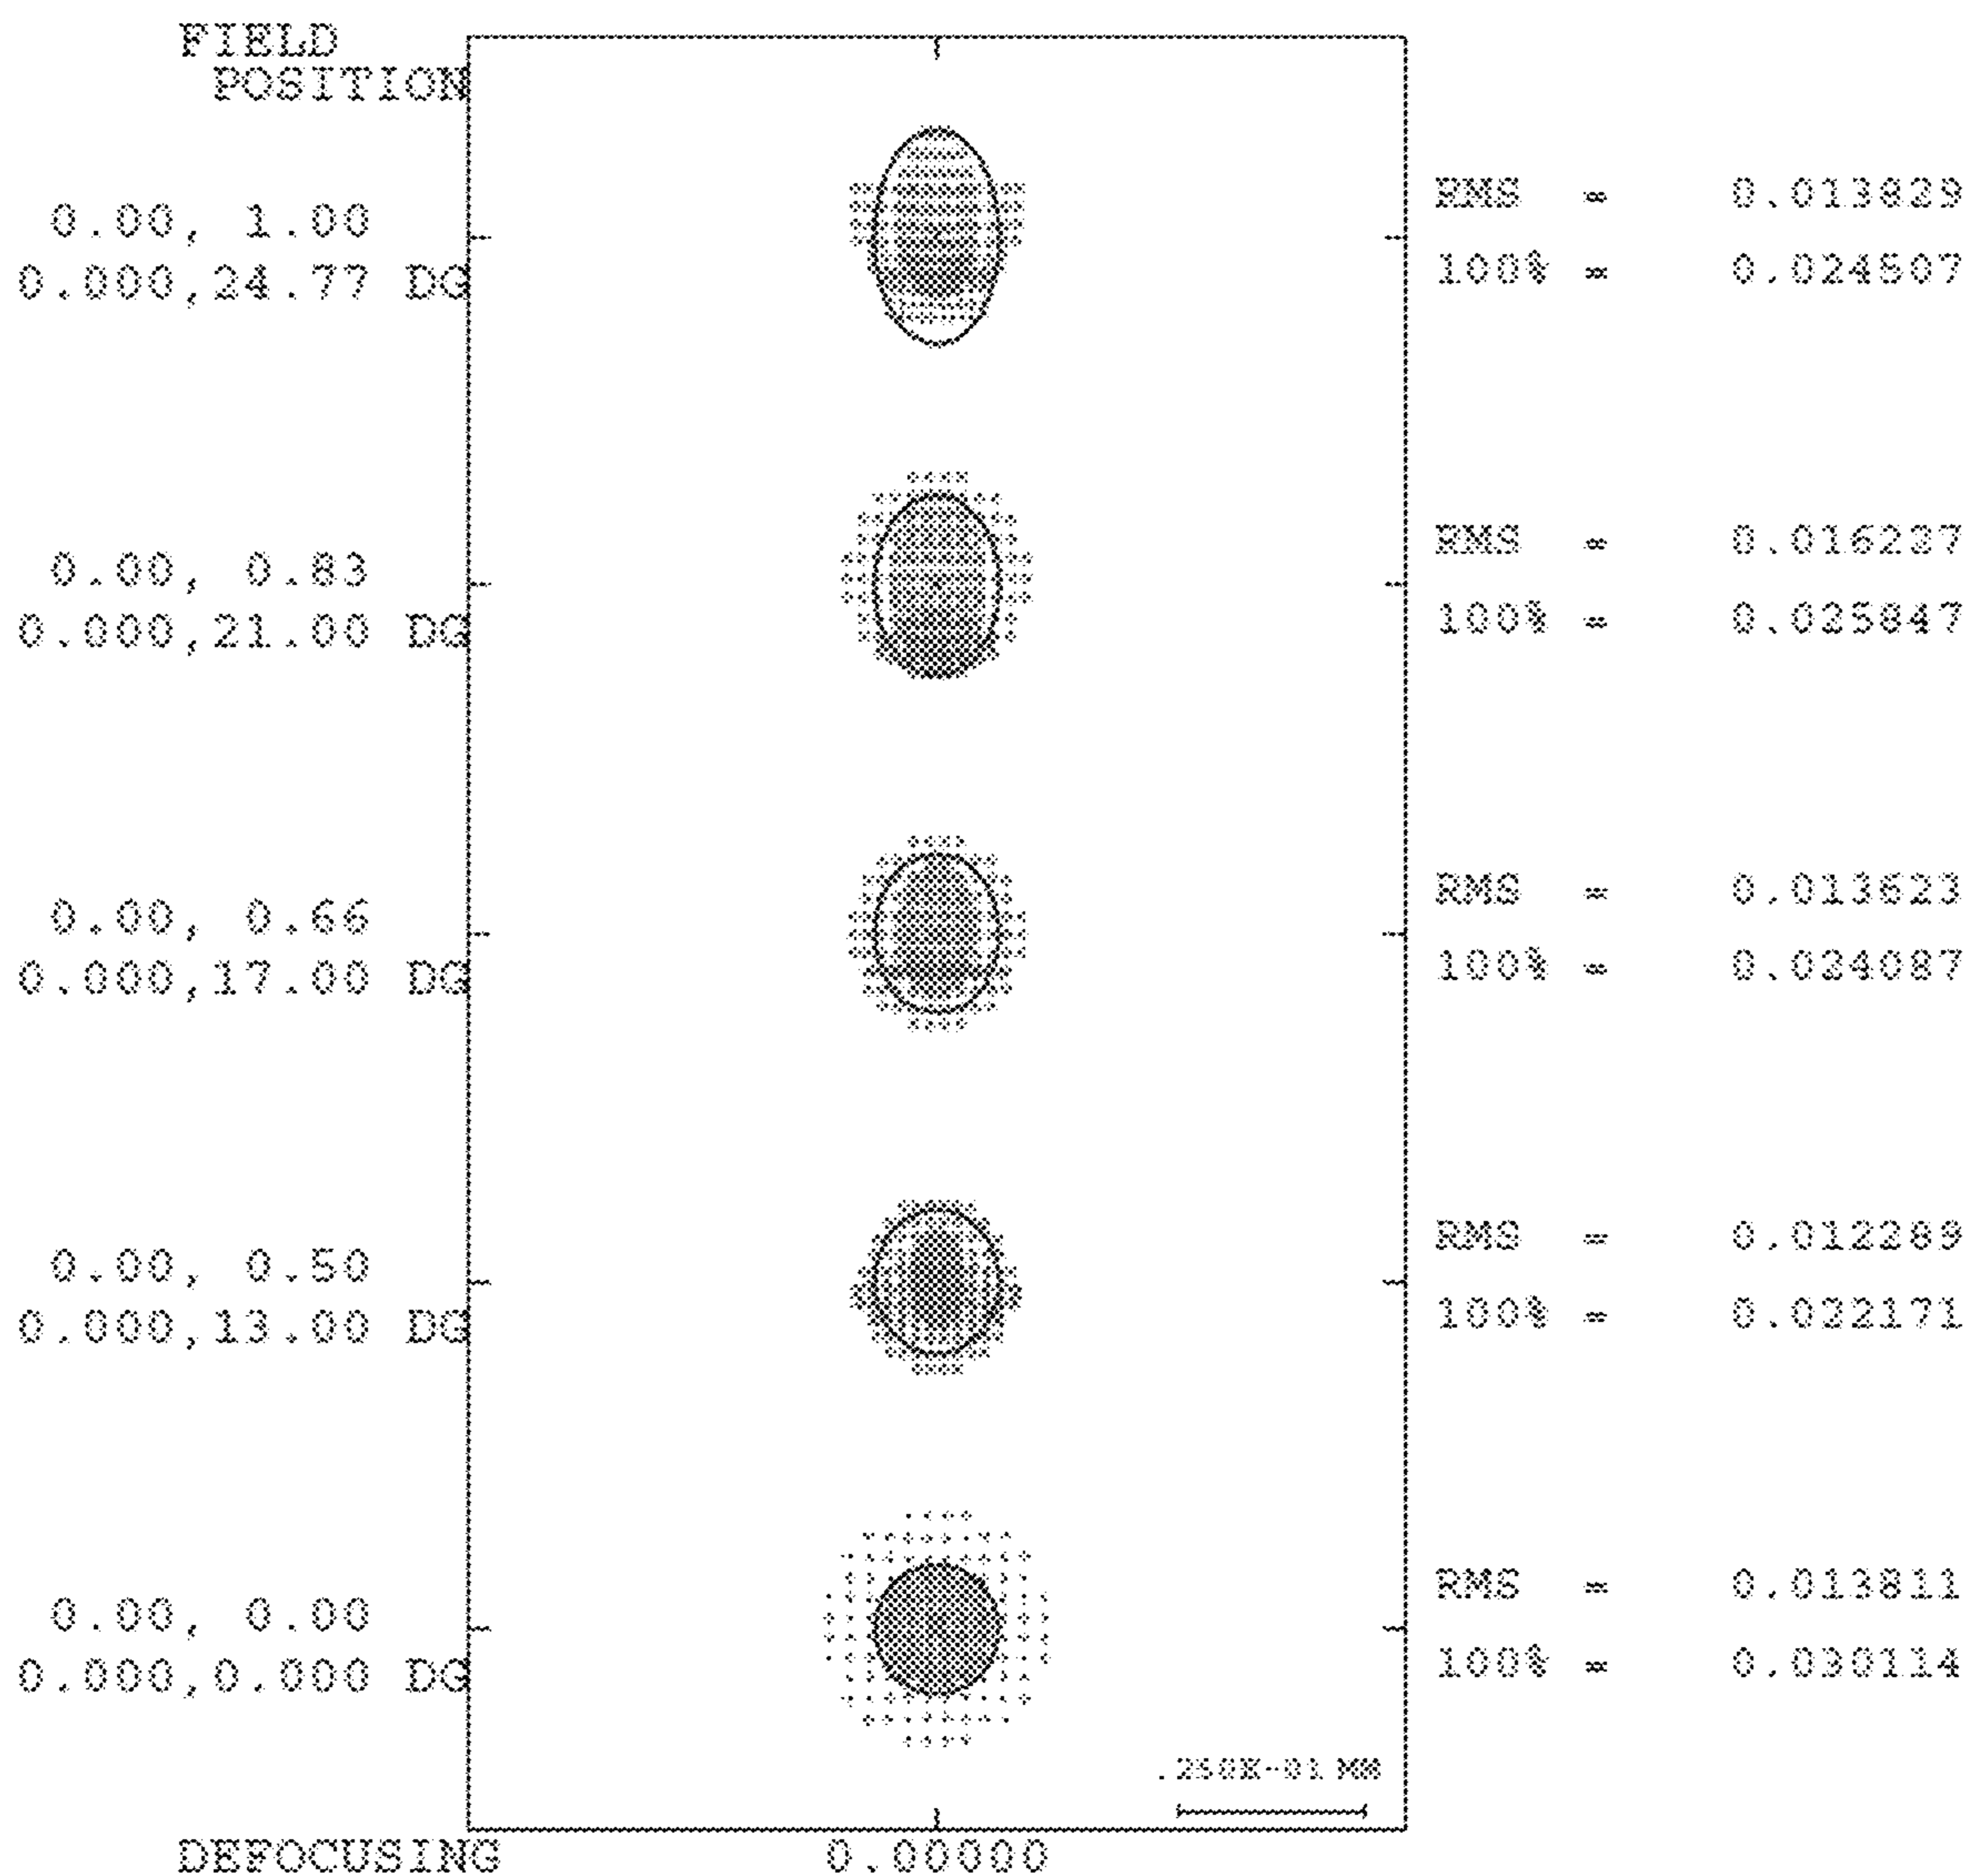 FIELD
POSITION
0.00, 1.00
0.000,24.77 DG
RMS = 0.013829
100% = 0.024507
0.00, 0.83
0.000,21.00 DG
RMS = 0.016227
100% = 0.025847
0.00, 0.66
0.000,17.00 DG
RMS = 0.013623
100% = 0.024087
0.00, 0.50
0.000,13.00 DG
RMS = 0.012289
100% = 0.022171
0.00, 0.00
0.000,0.000 DG
RMS = 0.013811
100% = 0.030114
.250E-01 MM
DEFOCUSING 0.00000